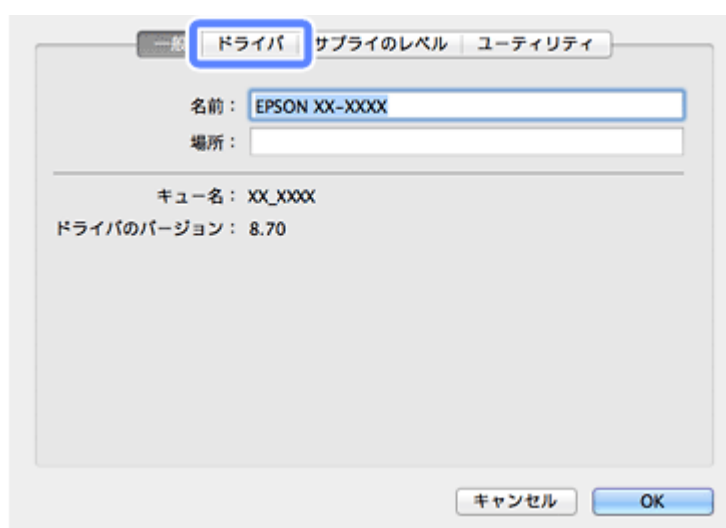 一般 ドライバ サプライのレベル ユーティリティ
名前： EPSON XX-XXXX
場所：
キュー名： XX_XXXX
ドライバのバージョン： 8.70
キャンセル OK